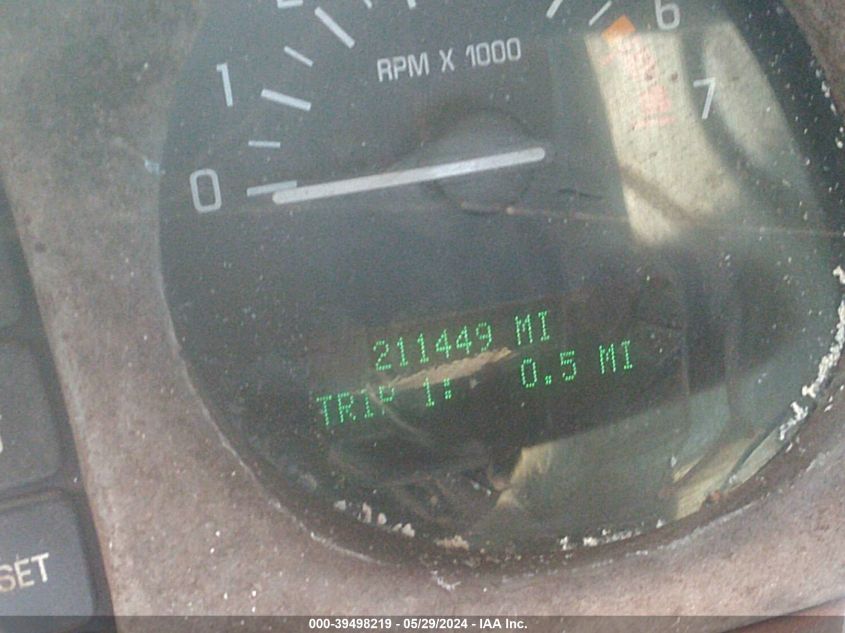 6
RPM X 1000
1
7
0
211449 MI
TRIP 1: 0.5 MI
SET
000-39498219 - 05/29/2024 - IAA Inc.